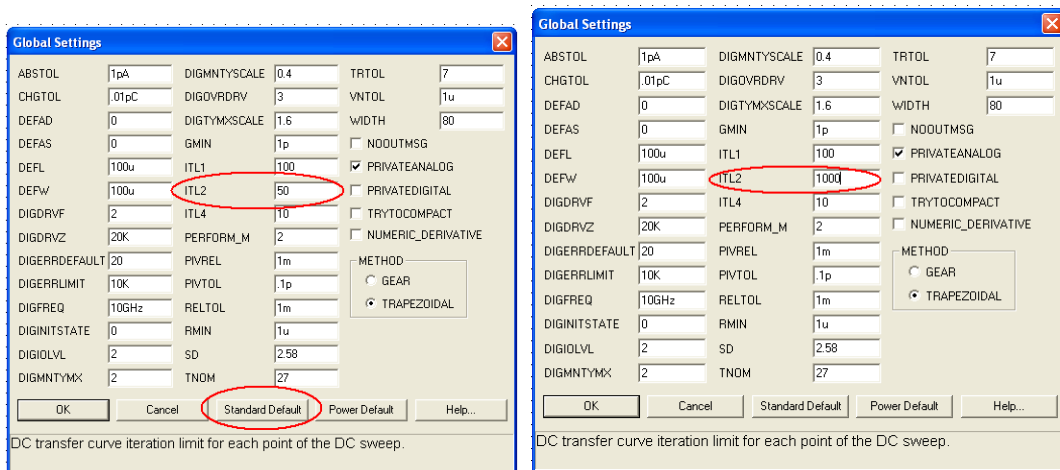 Global Settings
ABSTOL 1pA DIGMNTYSCALE 0.4 TRTOL 7
CHGTOL .01pC DIGOVRDRV 3 VNTOL 1u
DEFAD 0 DIGTYMXSCALE 1.6 WIDTH 80
DEFAS 0 GMIN 1p NOOUTMSG
DEFL 100u ITL1 100 PRIVATEANALOG
DEFW 100u ITL2 50 PRIVATEDIGITAL
DIGDRVF 2 ITL4 10 TRYTOCOMPACT
DIGDRVZ 20K PERFORM_M 2 NUMERIC_DERIVATIVE
DIGERRDEFAULT 20 PIVREL 1m METHOD
DIGERRLIMIT 10K PIVTOL .1p GEAR
DIGFREQ 10GHz RELTOL 1m TRAPEZOIDAL
DIGINITSTATE 0 RMIN 1u
DIGIOLVL 2 SD 2.58
DIGMNTYMX 2 TNOM 27
OK Cancel Standard Default Power Default Help...
DC transfer curve iteration limit for each point of the DC sweep.
Global Settings
ABSTOL 1pA DIGMNTYSCALE 0.4 TRTOL 7
CHGTOL .01pC DIGOVRDRV 3 VNTOL 1u
DEFAD 0 DIGTYMXSCALE 1.6 WIDTH 80
DEFAS 0 GMIN 1p NOOUTMSG
DEFL 100u ITL1 100 PRIVATEANALOG
DEFW 100u ITL2 1000 PRIVATEDIGITAL
DIGDRVF 2 ITL4 10 TRYTOCOMPACT
DIGDRVZ 20K PERFORM_M 2 NUMERIC_DERIVATIVE
DIGERRDEFAULT 20 PIVREL 1m METHOD
DIGERRLIMIT 10K PIVTOL .1p GEAR
DIGFREQ 10GHz RELTOL 1m TRAPEZOIDAL
DIGINITSTATE 0 RMIN 1u
DIGIOLVL 2 SD 2.58
DIGMNTYMX 2 TNOM 27
OK Cancel Standard Default Power Default Help...
DC transfer curve iteration limit for each point of the DC sweep.